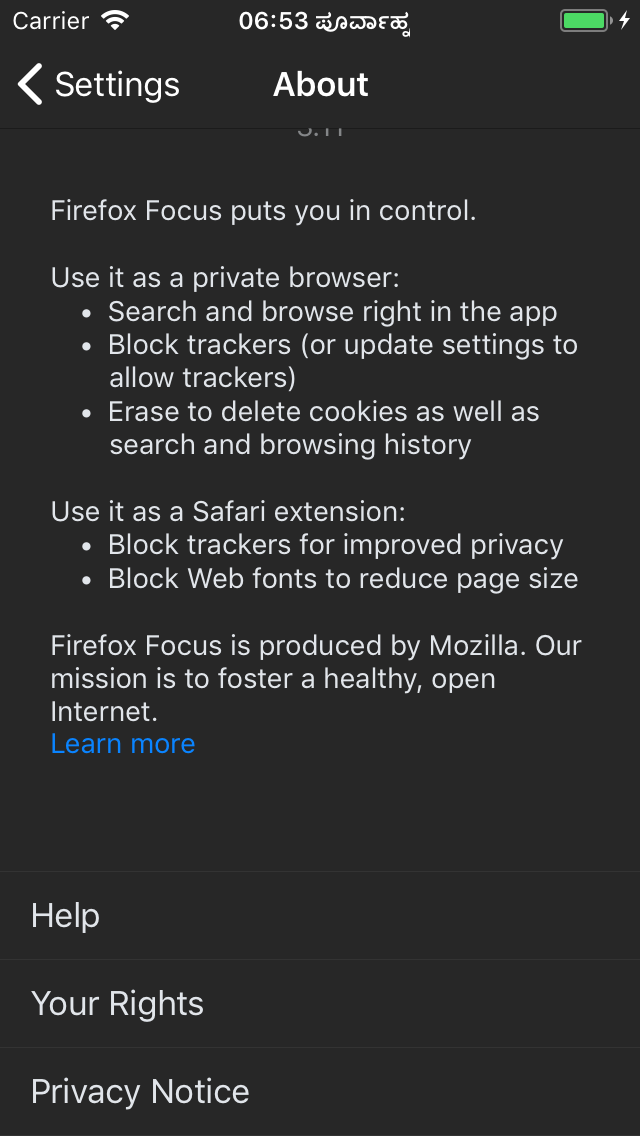 Carrier 06:53 ಪೂರ್ವಾಹ್ನ
Settings About
Firefox Focus puts you in control.
Use it as a private browser:
• Search and browse right in the app
• Block trackers (or update settings to
allow trackers)
• Erase to delete cookies as well as
search and browsing history
Use it as a Safari extension:
• Block trackers for improved privacy
• Block Web fonts to reduce page size
Firefox Focus is produced by Mozilla. Our
mission is to foster a healthy, open
Internet.
Learn more
Help
Your Rights
Privacy Notice